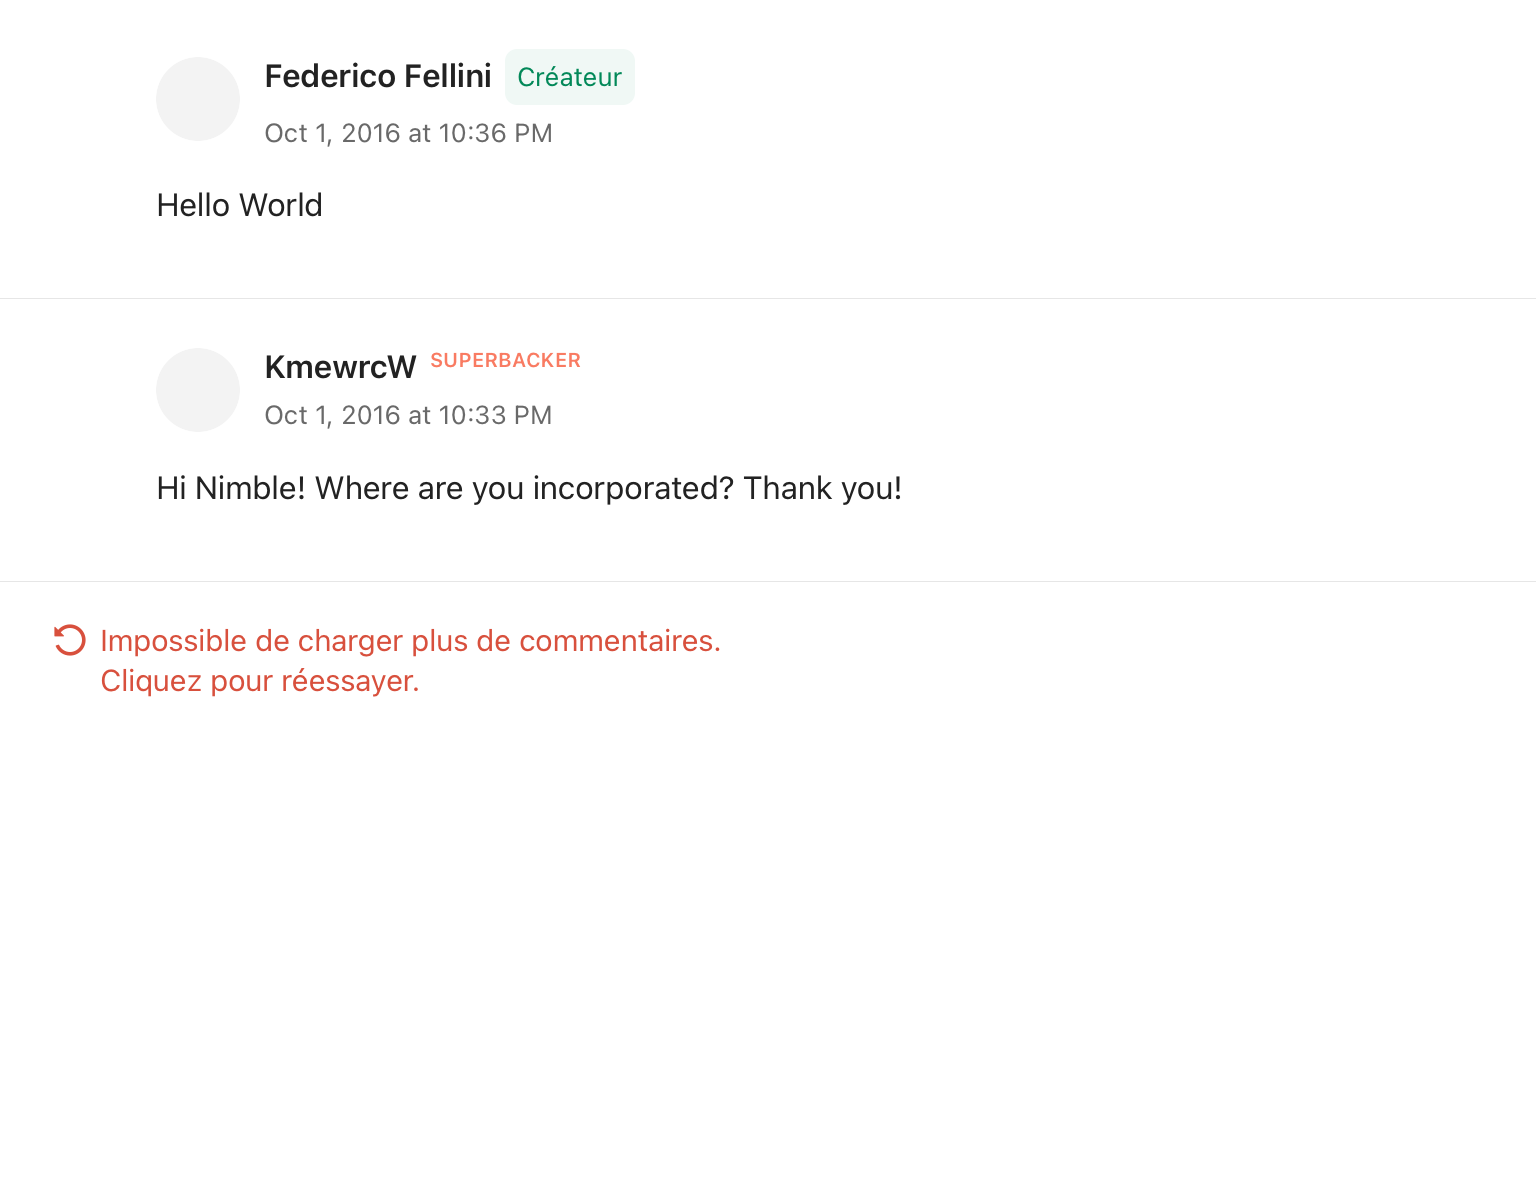 Federico Fellini Créateur
Oct 1, 2016 at 10:36 PM
Hello World
KmewrcW SUPERBACKER
Oct 1, 2016 at 10:33 PM
Hi Nimble! Where are you incorporated? Thank you!
Impossible de charger plus de commentaires.
Cliquez pour réessayer.